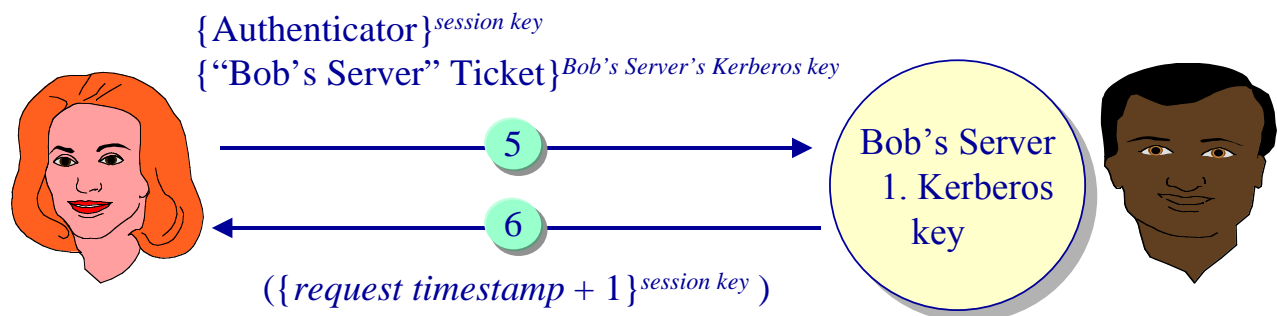 {Authenticator}session key
{“Bob’s Server” Ticket}Bob’s Server’s Kerberos key
5
Bob’s Server
1. Kerberos
key
6
({request timestamp + 1}session key )